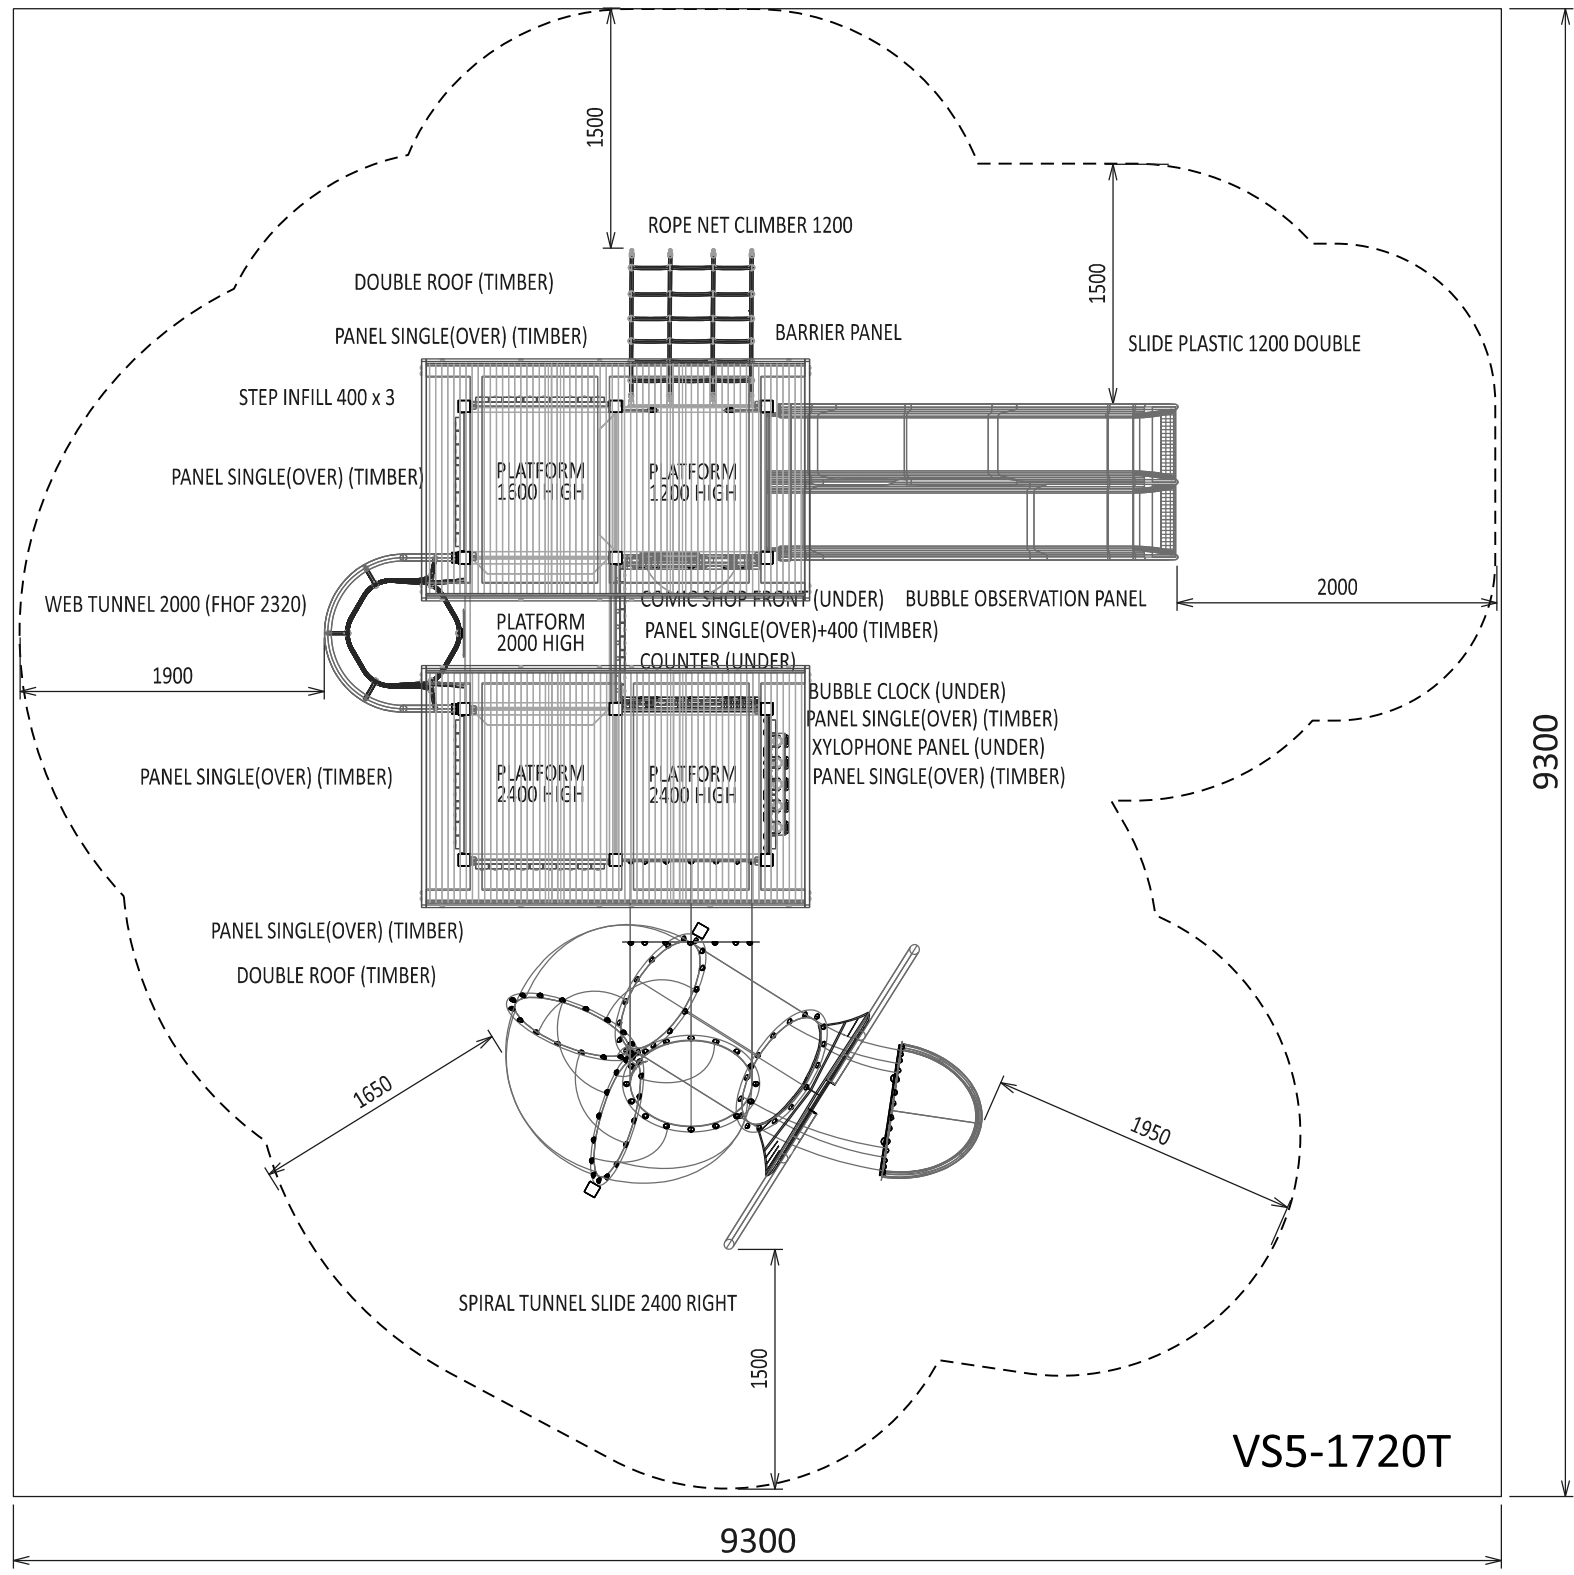 1500
ROPE NET CLIMBER 1200
DOUBLE ROOF (TIMBER)
1500
PANEL SINGLE(OVER) (TIMBER)
BARRIER PANEL
SLIDE PLASTIC 1200 DOUBLE
STEP INFILL 400 x 3
PANEL SINGLE(OVER) (TIMBER)
PLATFORM
1600 HIGH
PLATFORM
1200 HIGH
WEB TUNNEL 2000 (FHOF 2320)
COMIC SHOP FRONT (UNDER)
BUBBLE OBSERVATION PANEL
2000
PLATFORM
2000 HIGH
PANEL SINGLE(OVER)+400 (TIMBER)
COUNTER (UNDER)
1900
BUBBLE CLOCK (UNDER)
PANEL SINGLE(OVER) (TIMBER)
XYLOPHONE PANEL (UNDER)
PANEL SINGLE(OVER) (TIMBER)
9300
PANEL SINGLE(OVER) (TIMBER)
PLATFORM
2400 HIGH
PLATFORM
2400 HIGH
PANEL SINGLE(OVER) (TIMBER)
DOUBLE ROOF (TIMBER)
1650
1950
SPIRAL TUNNEL SLIDE 2400 RIGHT
1500
VS5-1720T
9300